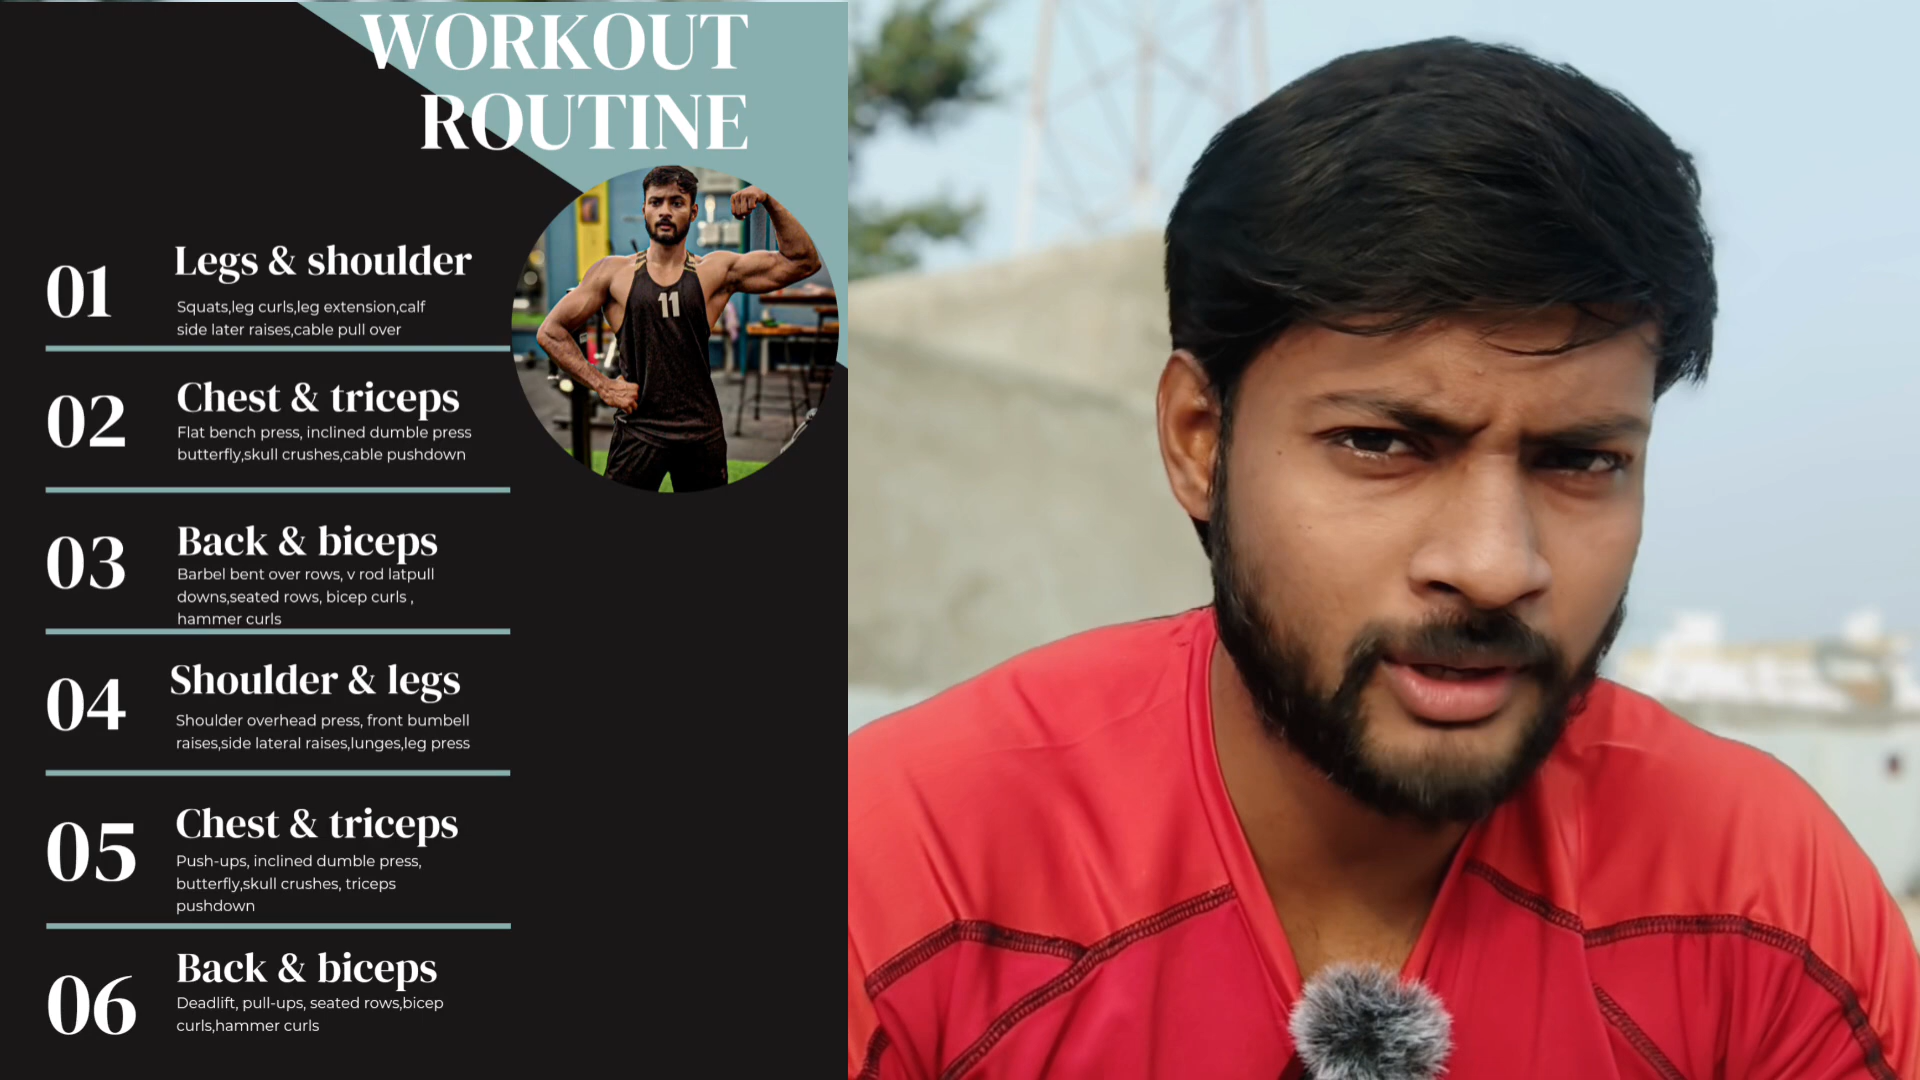 WORKOUT
ROUTINE
01
Legs & shoulder
Squats,leg curls,leg extension,calf
side later raises,cable pull over
11
02
Chest & triceps
Flat bench press, inclined dumble press
butterfly,skull crushes,cable pushdown
03
Back & biceps
Barbel bent over rows, v rod latpull
downs,seated rows, bicep curls ,
hammer curls
04
Shoulder & legs
Shoulder overhead press, front bumbell
raises,side lateral raises,lunges,leg press
05
Chest & triceps
Push-ups, inclined dumble press,
butterfly,skull crushes, triceps
pushdown
06
Back & biceps
Deadlift, pull-ups, seated rows,bicep
curls,hammer curls